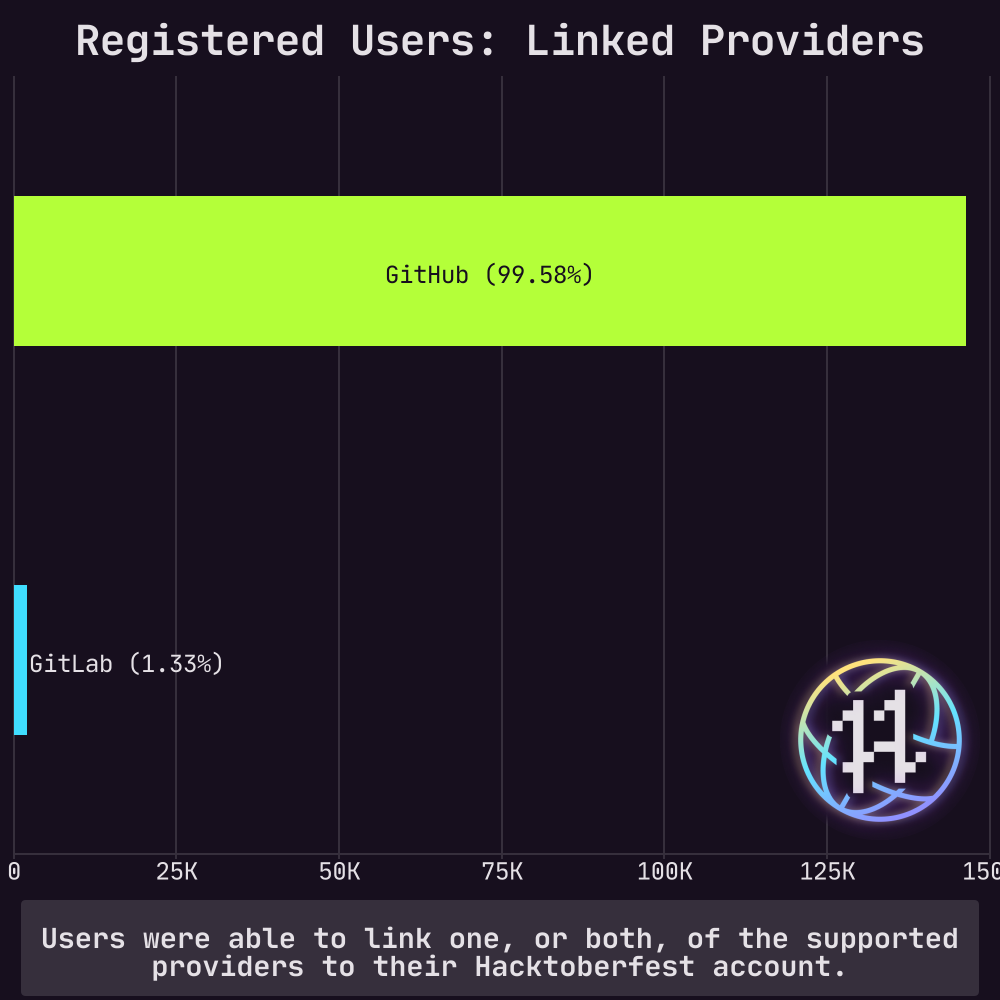 Registered Users: Linked Providers
GitHub (99.58%)
GitLab (1.33%)
0 25K 50K 75K 100K 125K 150
Users were able to link one, or both, of the supported
providers to their Hacktoberfest account.